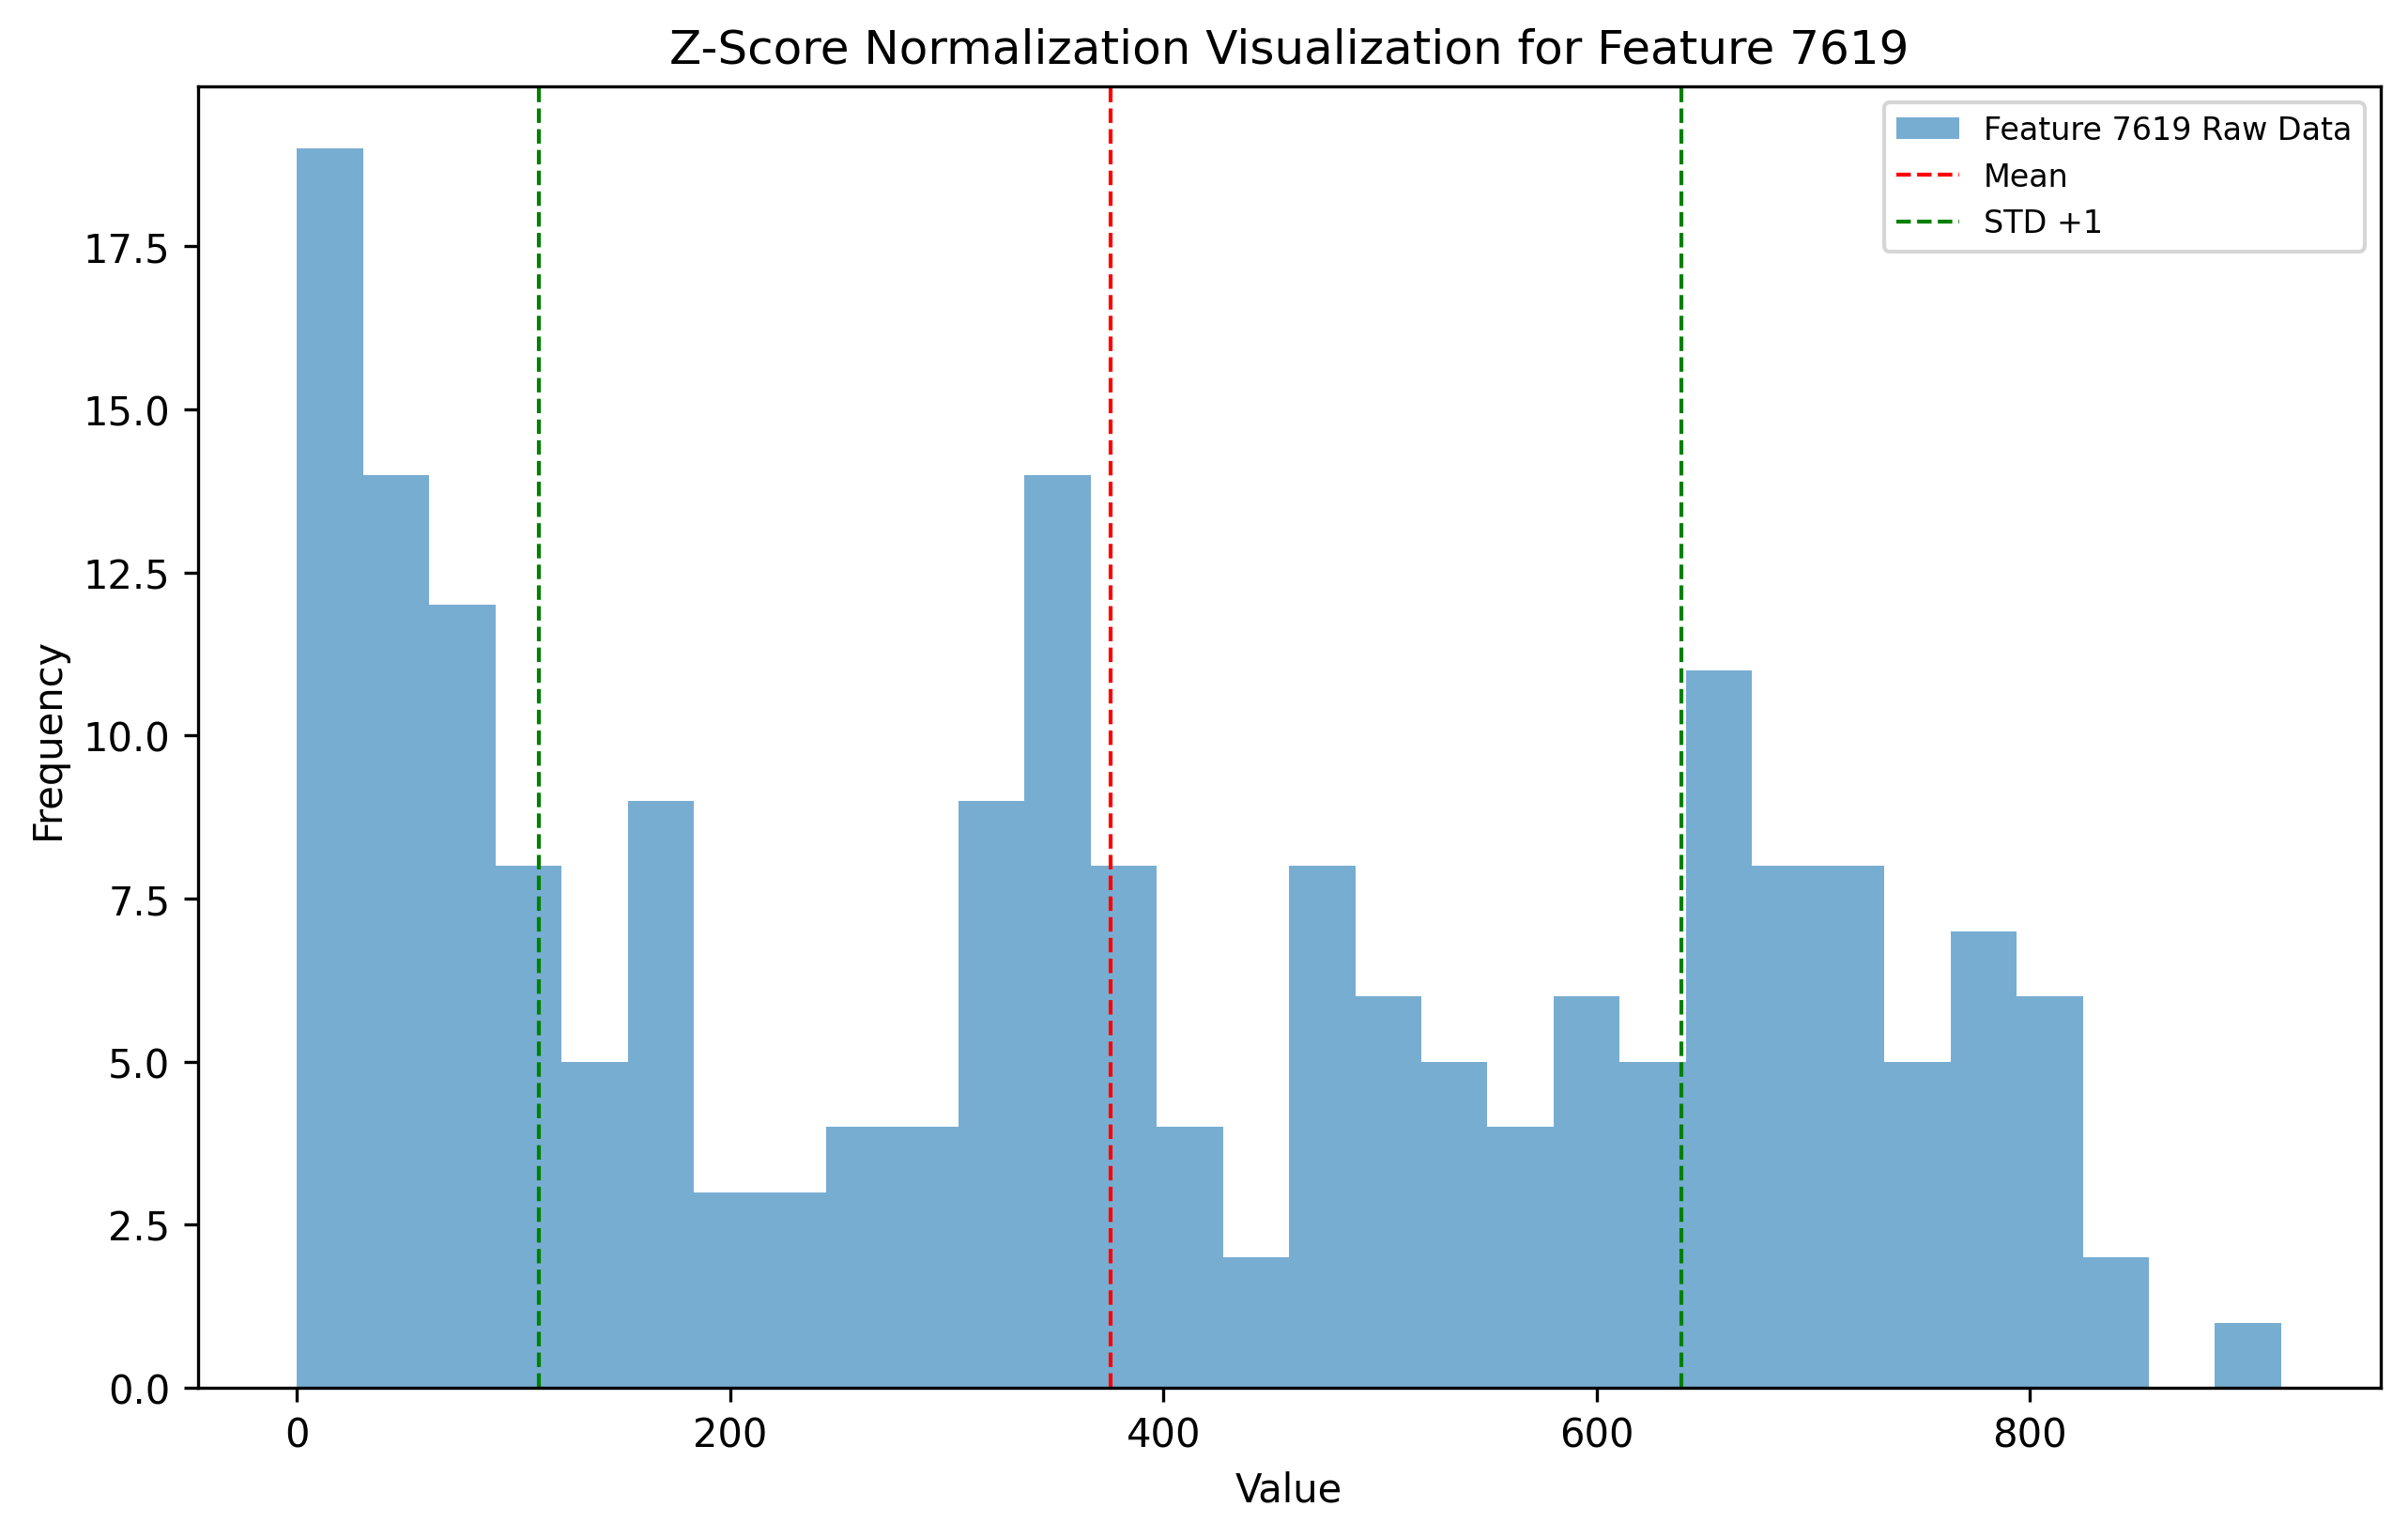 Z-Score Normalization Visualization for Feature 7619
Feature 7619 Raw Data
Mean
STD +1
17.5
15.0
12.5
10.0
7.5
5.0
2.5
0.0
Frequency
0 200 400 600 800
Value